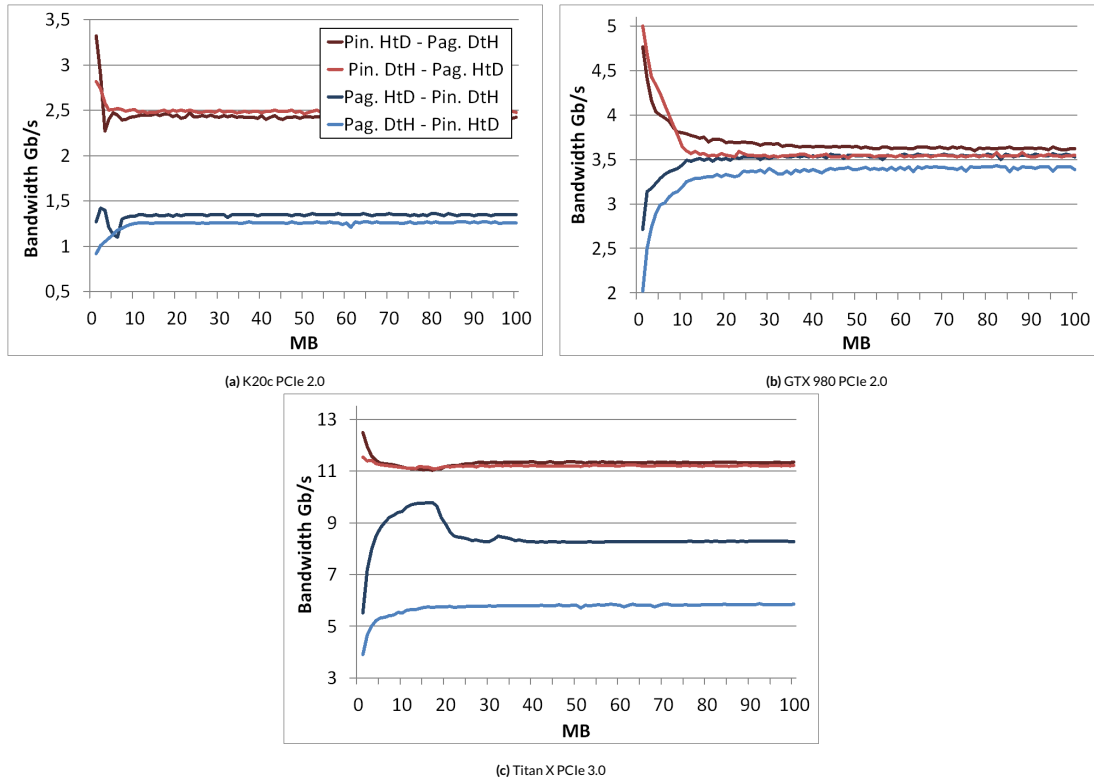 3,5
3
2,5
2
1,5
1
0,5
Bandwidth Gb/s
Pin. HtD - Pag. DtH
Pin. DtH - Pag. HtD
Pag. HtD - Pin. DtH
Pag. DtH - Pin. HtD
0 10 20 30 40 50 60 70 80 90 100
MB
(a) K20c PCIe 2.0
5
4,5
4
3,5
3
2,5
2
Bandwidth Gb/s
0 10 20 30 40 50 60 70 80 90 100
MB
(b) GTX 980 PCIe 2.0
13
11
9
7
5
3
Bandwidth Gb/s
0 10 20 30 40 50 60 70 80 90 100
MB
(c) Titan X PCIe 3.0